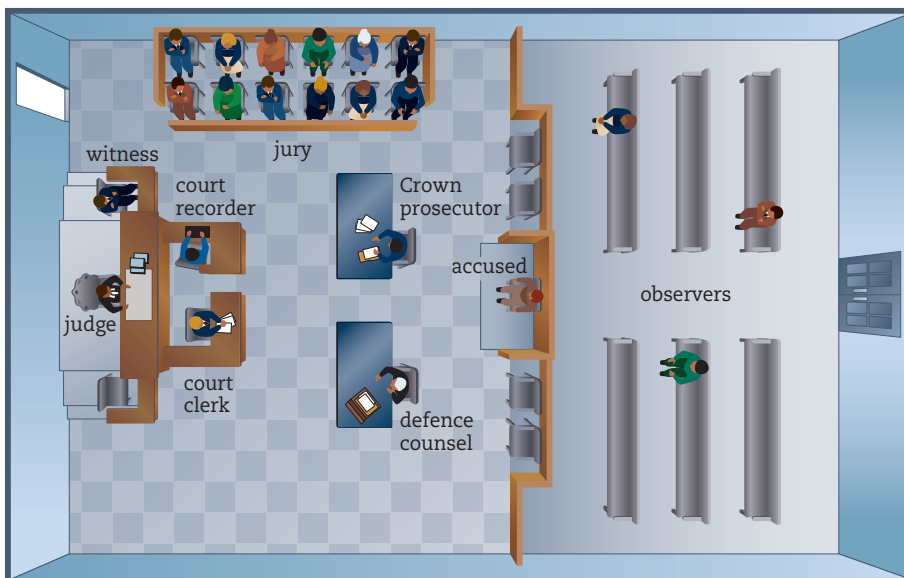 jury
witness
court
recorder
Crown
prosecutor
accused
observers
judge
court
clerk
defence
counsel